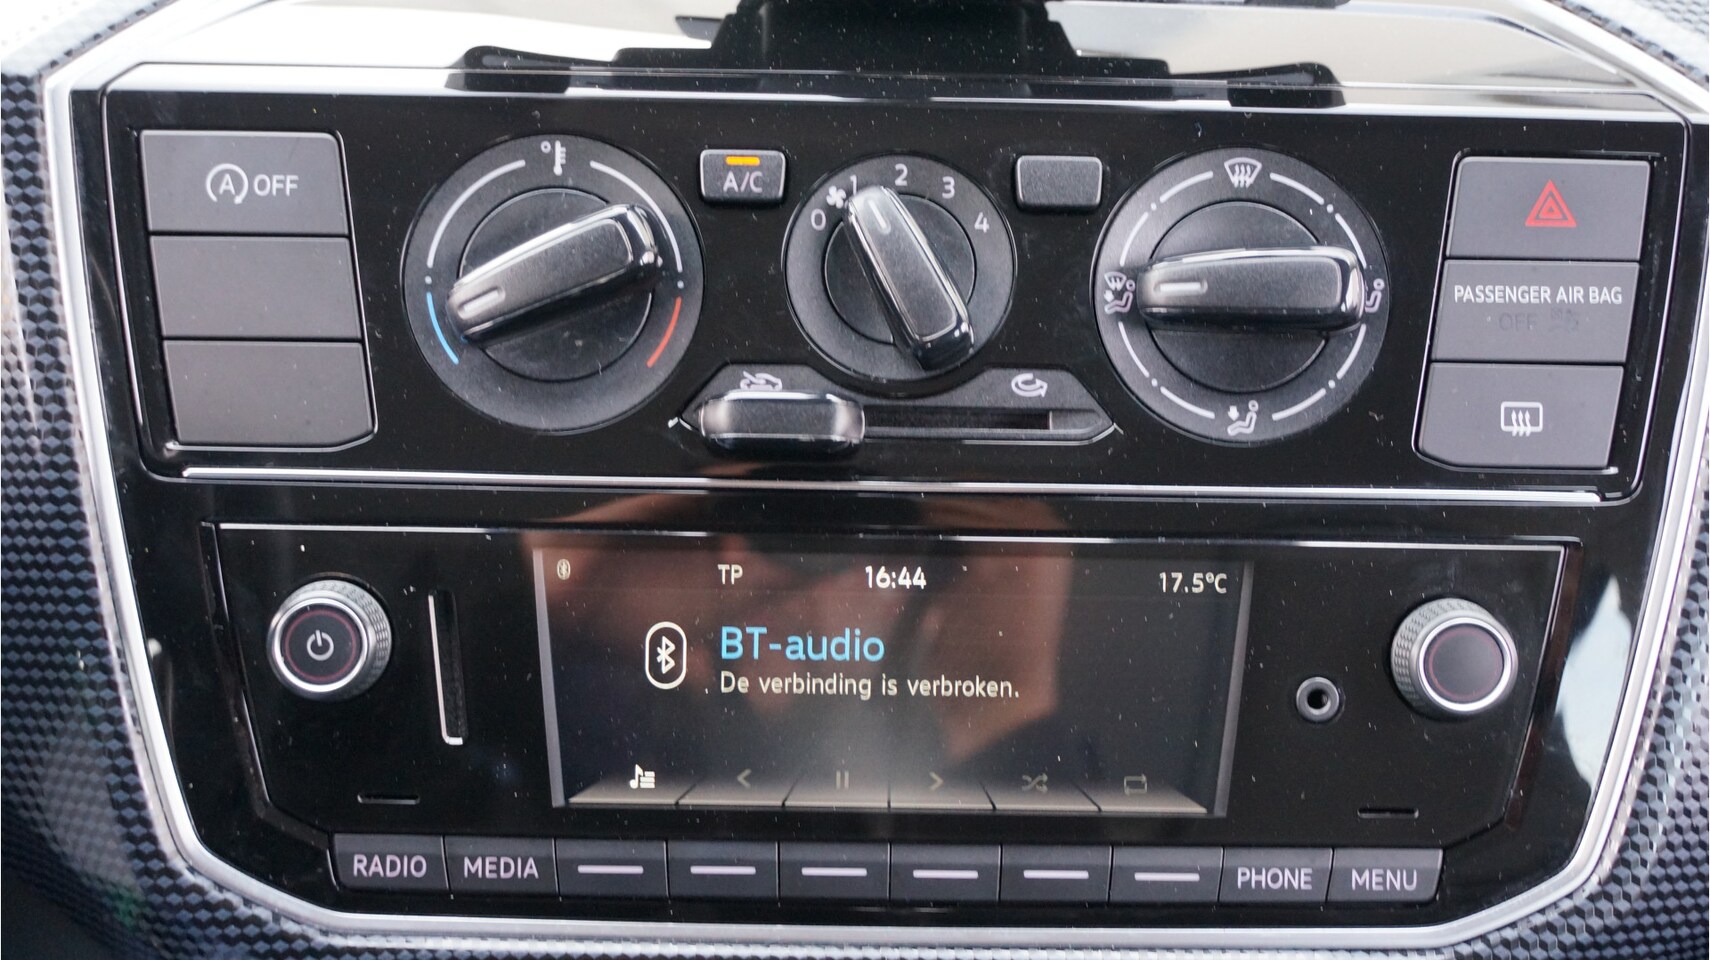 A OFF
A/C
0 1 2 3 4
PASSENGER AIR BAG
OFF
TP 16:44 17.5°C
BT-audio
De verbinding is verbroken.
RADIO MEDIA PHONE MENU